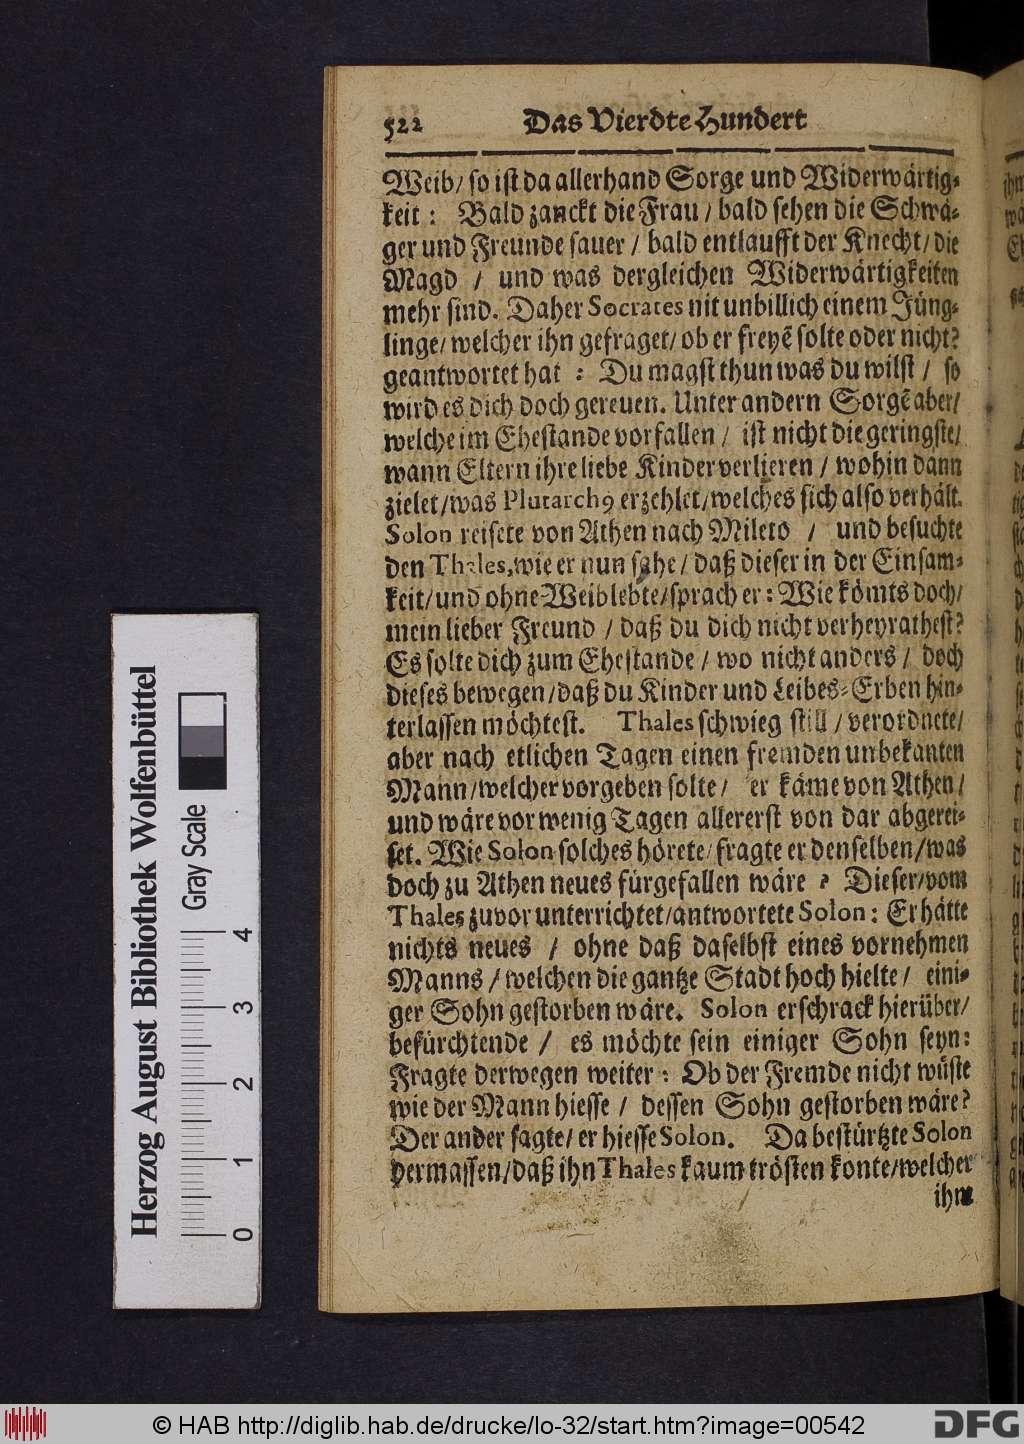 522 Das Vierdte Hundert
Weib/ so ist da allerhand Sorge und Widerwärtig-
keit: Bald zanckt die Frau / bald sehen die Schwä-
ger und Freunde sauer / bald entlaufft der Knecht/ die
Magd / und was dergleichen Widerwärtigkeiten
mehr sind. Daher Socrates nit unbillich einem Jüng-
linge/ welcher ihn gefraget/ ob er freyẽ solte oder nicht?
geantwortet hat : Du magst thun was du wilst / so
wird es dich doch gereuen. Unter andern Sorgẽ aber/
welche im Ehestande vorfallen / ist nicht die geringste/
wann Eltern ihre liebe Kinder verlieren / wohin dann
zielet/ was Plutarchꝰ erzehlet/ welches sich also verhält.
Solon reisete von Athen nach Mileto / und besuchte
den Thales, wie er nun sahe / daß dieser in der Einsam-
keit/ und ohne Weib lebte/ sprach er: Wie kömts doch/
mein lieber Freund / daß du dich nicht verheyrathest?
Es solte dich zum Ehestande / wo nicht anders / doch
dieses bewegen/ daß du Kinder und Leibes-Erben hin-
terlassen möchtest. Thales schwieg still / verordnete/
aber nach etlichen Tagen einen fremden unbekanten
Mann/ welcher vorgeben solte / er käme von Athen/
und wäre vor wenig Tagen allererst von dar abgerei-
set. Wie Solon solches hörete/ fragte er denselben/ was
doch zu Athen neues fürgefallen wäre ? Dieser/ vom
Thales zuvor unterrichtet/ antwortete Solon: Er hätte
nichts neues / ohne daß daselbst eines vornehmen
Manns / welchen die gantze Stadt hoch hielte / eini-
ger Sohn gestorben wäre. Solon erschrack hierüber/
befürchtende / es möchte sein einiger Sohn seyn:
Fragte derwegen weiter: Ob der Fremde nicht wüste
wie der Mann hiesse / dessen Sohn gestorben wäre?
Der ander sagte/ er hiesse Solon. Da bestürtzte Solon
dermassen/ daß ihn Thales kaum trösten konte/ welcher
ihm
Herzog August Bibliothek Wolfenbüttel
Gray Scale
0 1 2 3 4
© HAB http://diglib.hab.de/drucke/lo-32/start.htm?image=00542
DFG